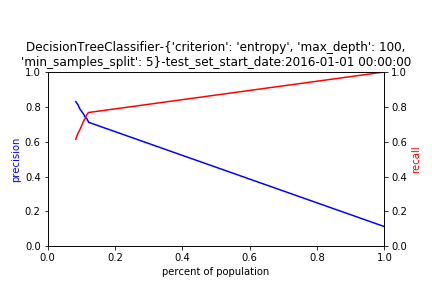 DecisionTreeClassifier-{'criterion': 'entropy', 'max_depth': 100,
'min_samples_split': 5}-test_set_start_date:2016-01-01 00:00:00
1.0
0.8
0.6
0.4
0.2
0.0
precision
1.0
0.8
0.6
0.4
0.2
0.0
recall
0.0 0.2 0.4 0.6 0.8 1.0
percent of population